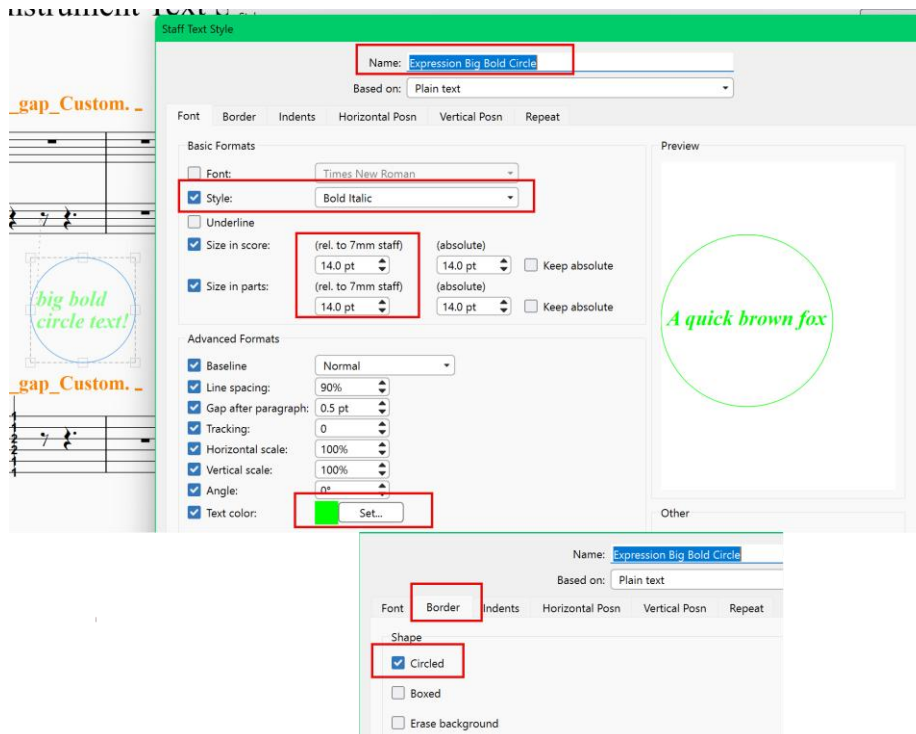 Instrument Text
Staff Text Style
Name: Expression Big Bold Circle
Based on: Plain text
_gap_Custom.
Font Border Indents Horizontal Posn Vertical Posn Repeat
Basic Formats
Preview
Font: Times New Roman
Style: Bold Italic
Underline
Size in score: (rel. to 7mm staff) (absolute)
14.0 pt 14.0 pt Keep absolute
Size in parts: (rel. to 7mm staff) (absolute)
14.0 pt 14.0 pt Keep absolute
big bold
circle text!
A quick brown fox
Advanced Formats
Baseline Normal
_gap_Custom.
Line spacing: 90%
Gap after paragraph: 0.5 pt
Tracking: 0
Horizontal scale: 100%
Vertical scale: 100%
Angle: 0°
Text color: Set...
Other
Name: Expression Big Bold Circle
Based on: Plain text
Font Border Indents Horizontal Posn Vertical Posn Repeat
Shape
Circled
Boxed
Erase background